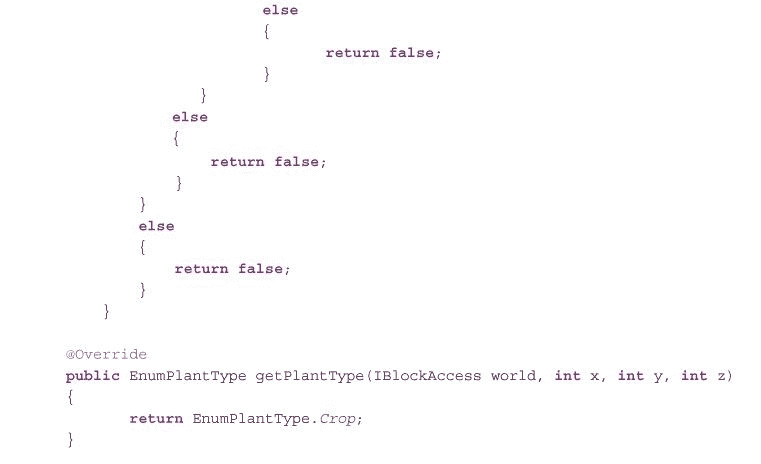 else
{
return false;
}
}
else
{
return false;
}
}
else
{
return false;
}
}
@Override
public EnumPlantType getPlantType(IBlockAccess world, int x, int y, int z)
{
return EnumPlantType.Crop;
}